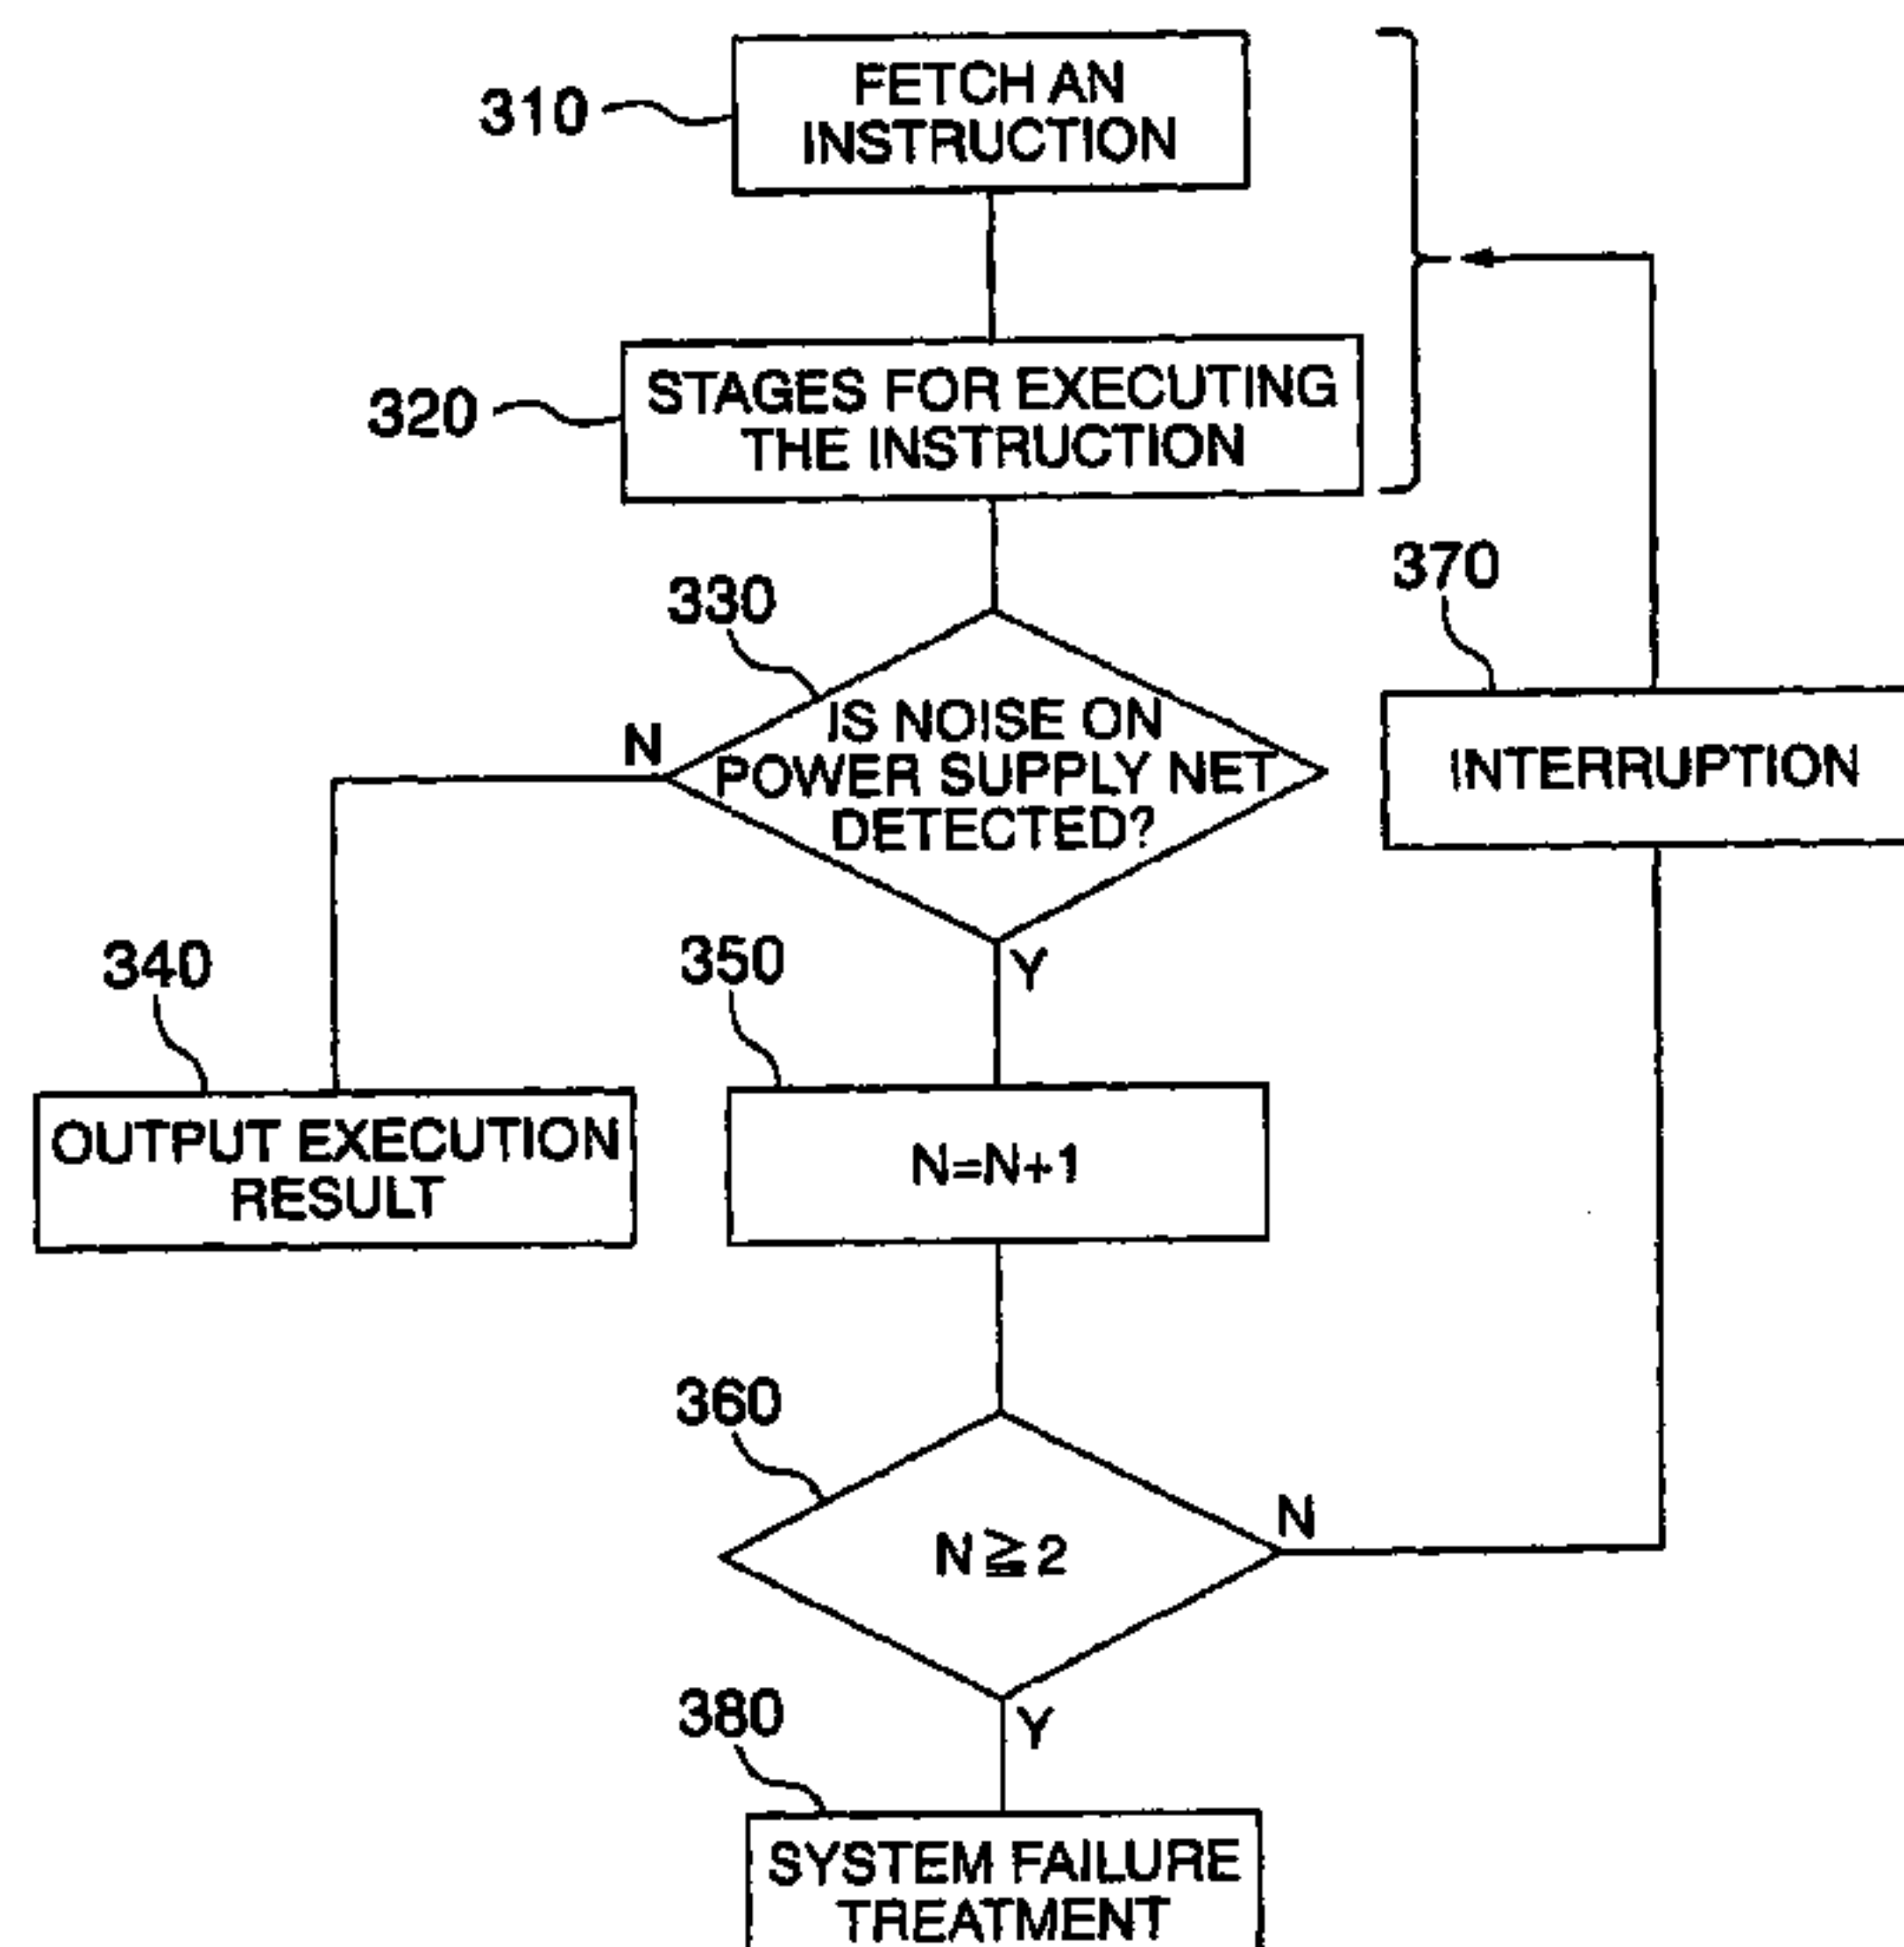 310
FETCH AN
INSTRUCTION
320
STAGES FOR EXECUTING
THE INSTRUCTION
330
IS NOISE ON
POWER SUPPLY NET
DETECTED?
N
Y
370
INTERRUPTION
340
OUTPUT EXECUTION
RESULT
350
N=N+1
360
N≧2
N
Y
380
SYSTEM FAILURE
TREATMENT